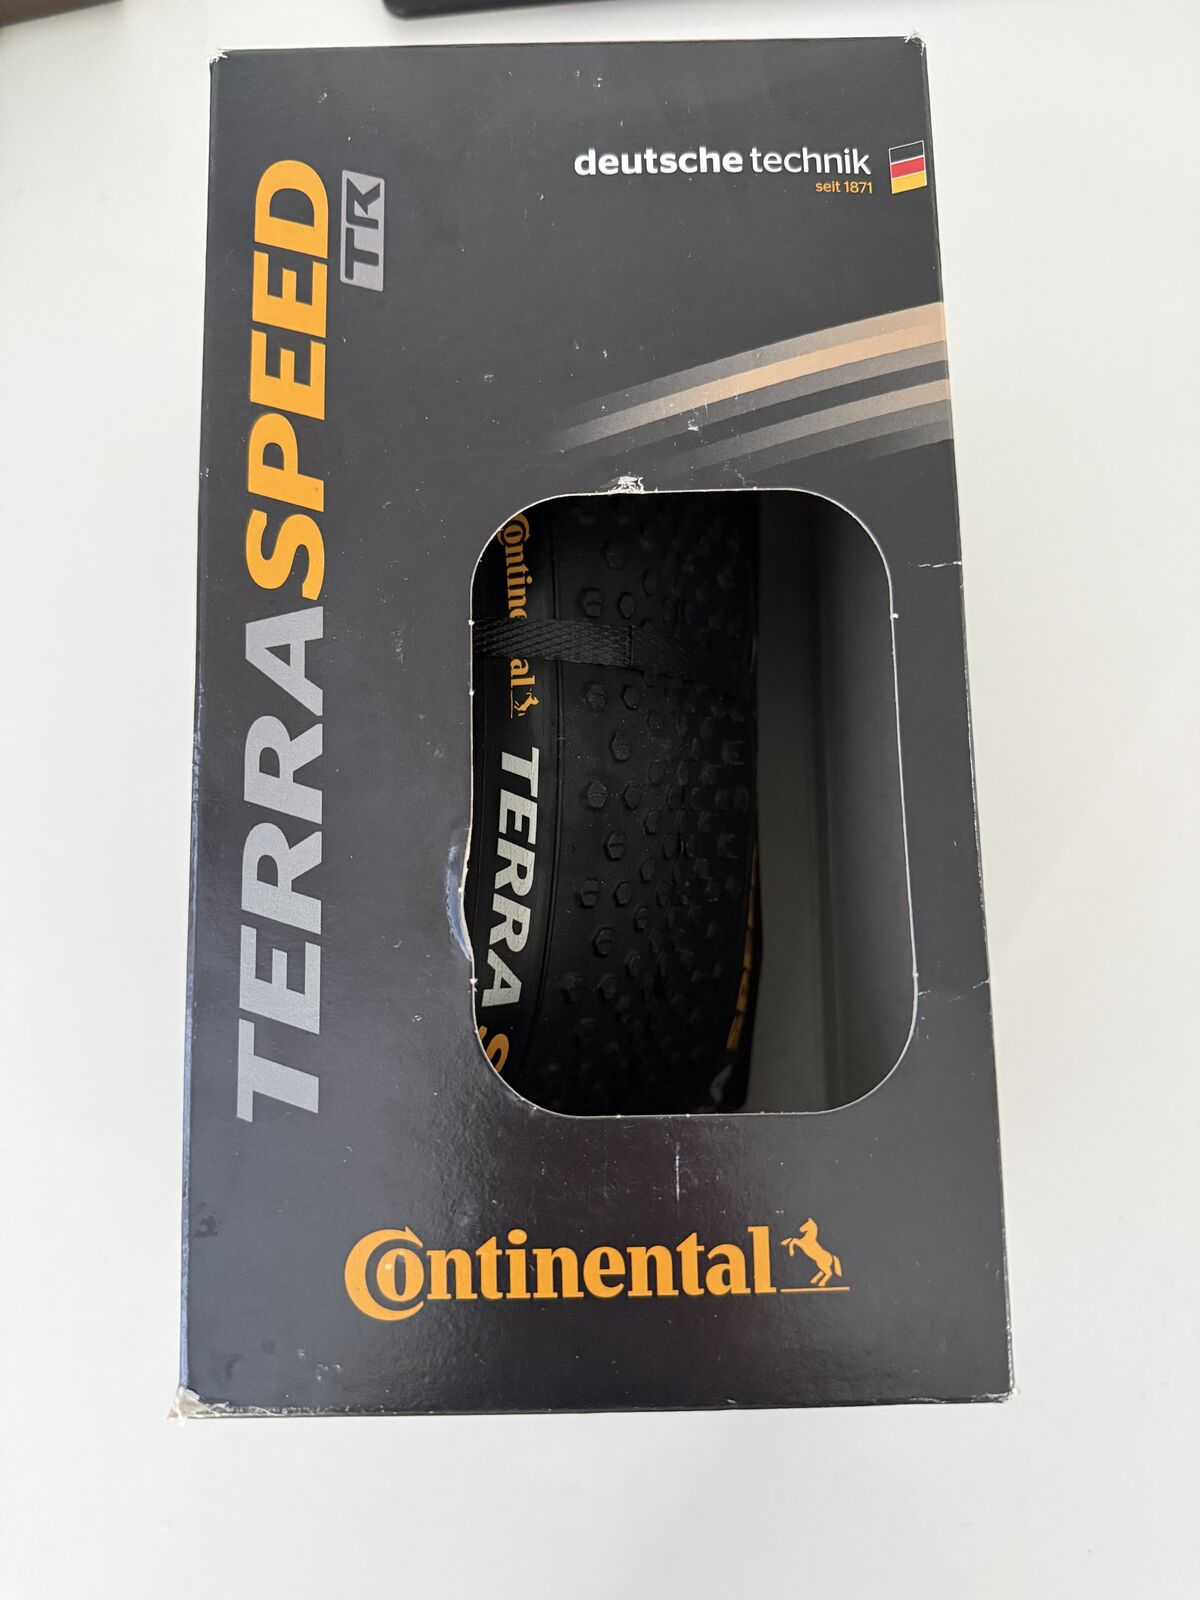 deutsche technik
seit 1871
TERRASPEED
TR
Continental
TERRA S
Continental